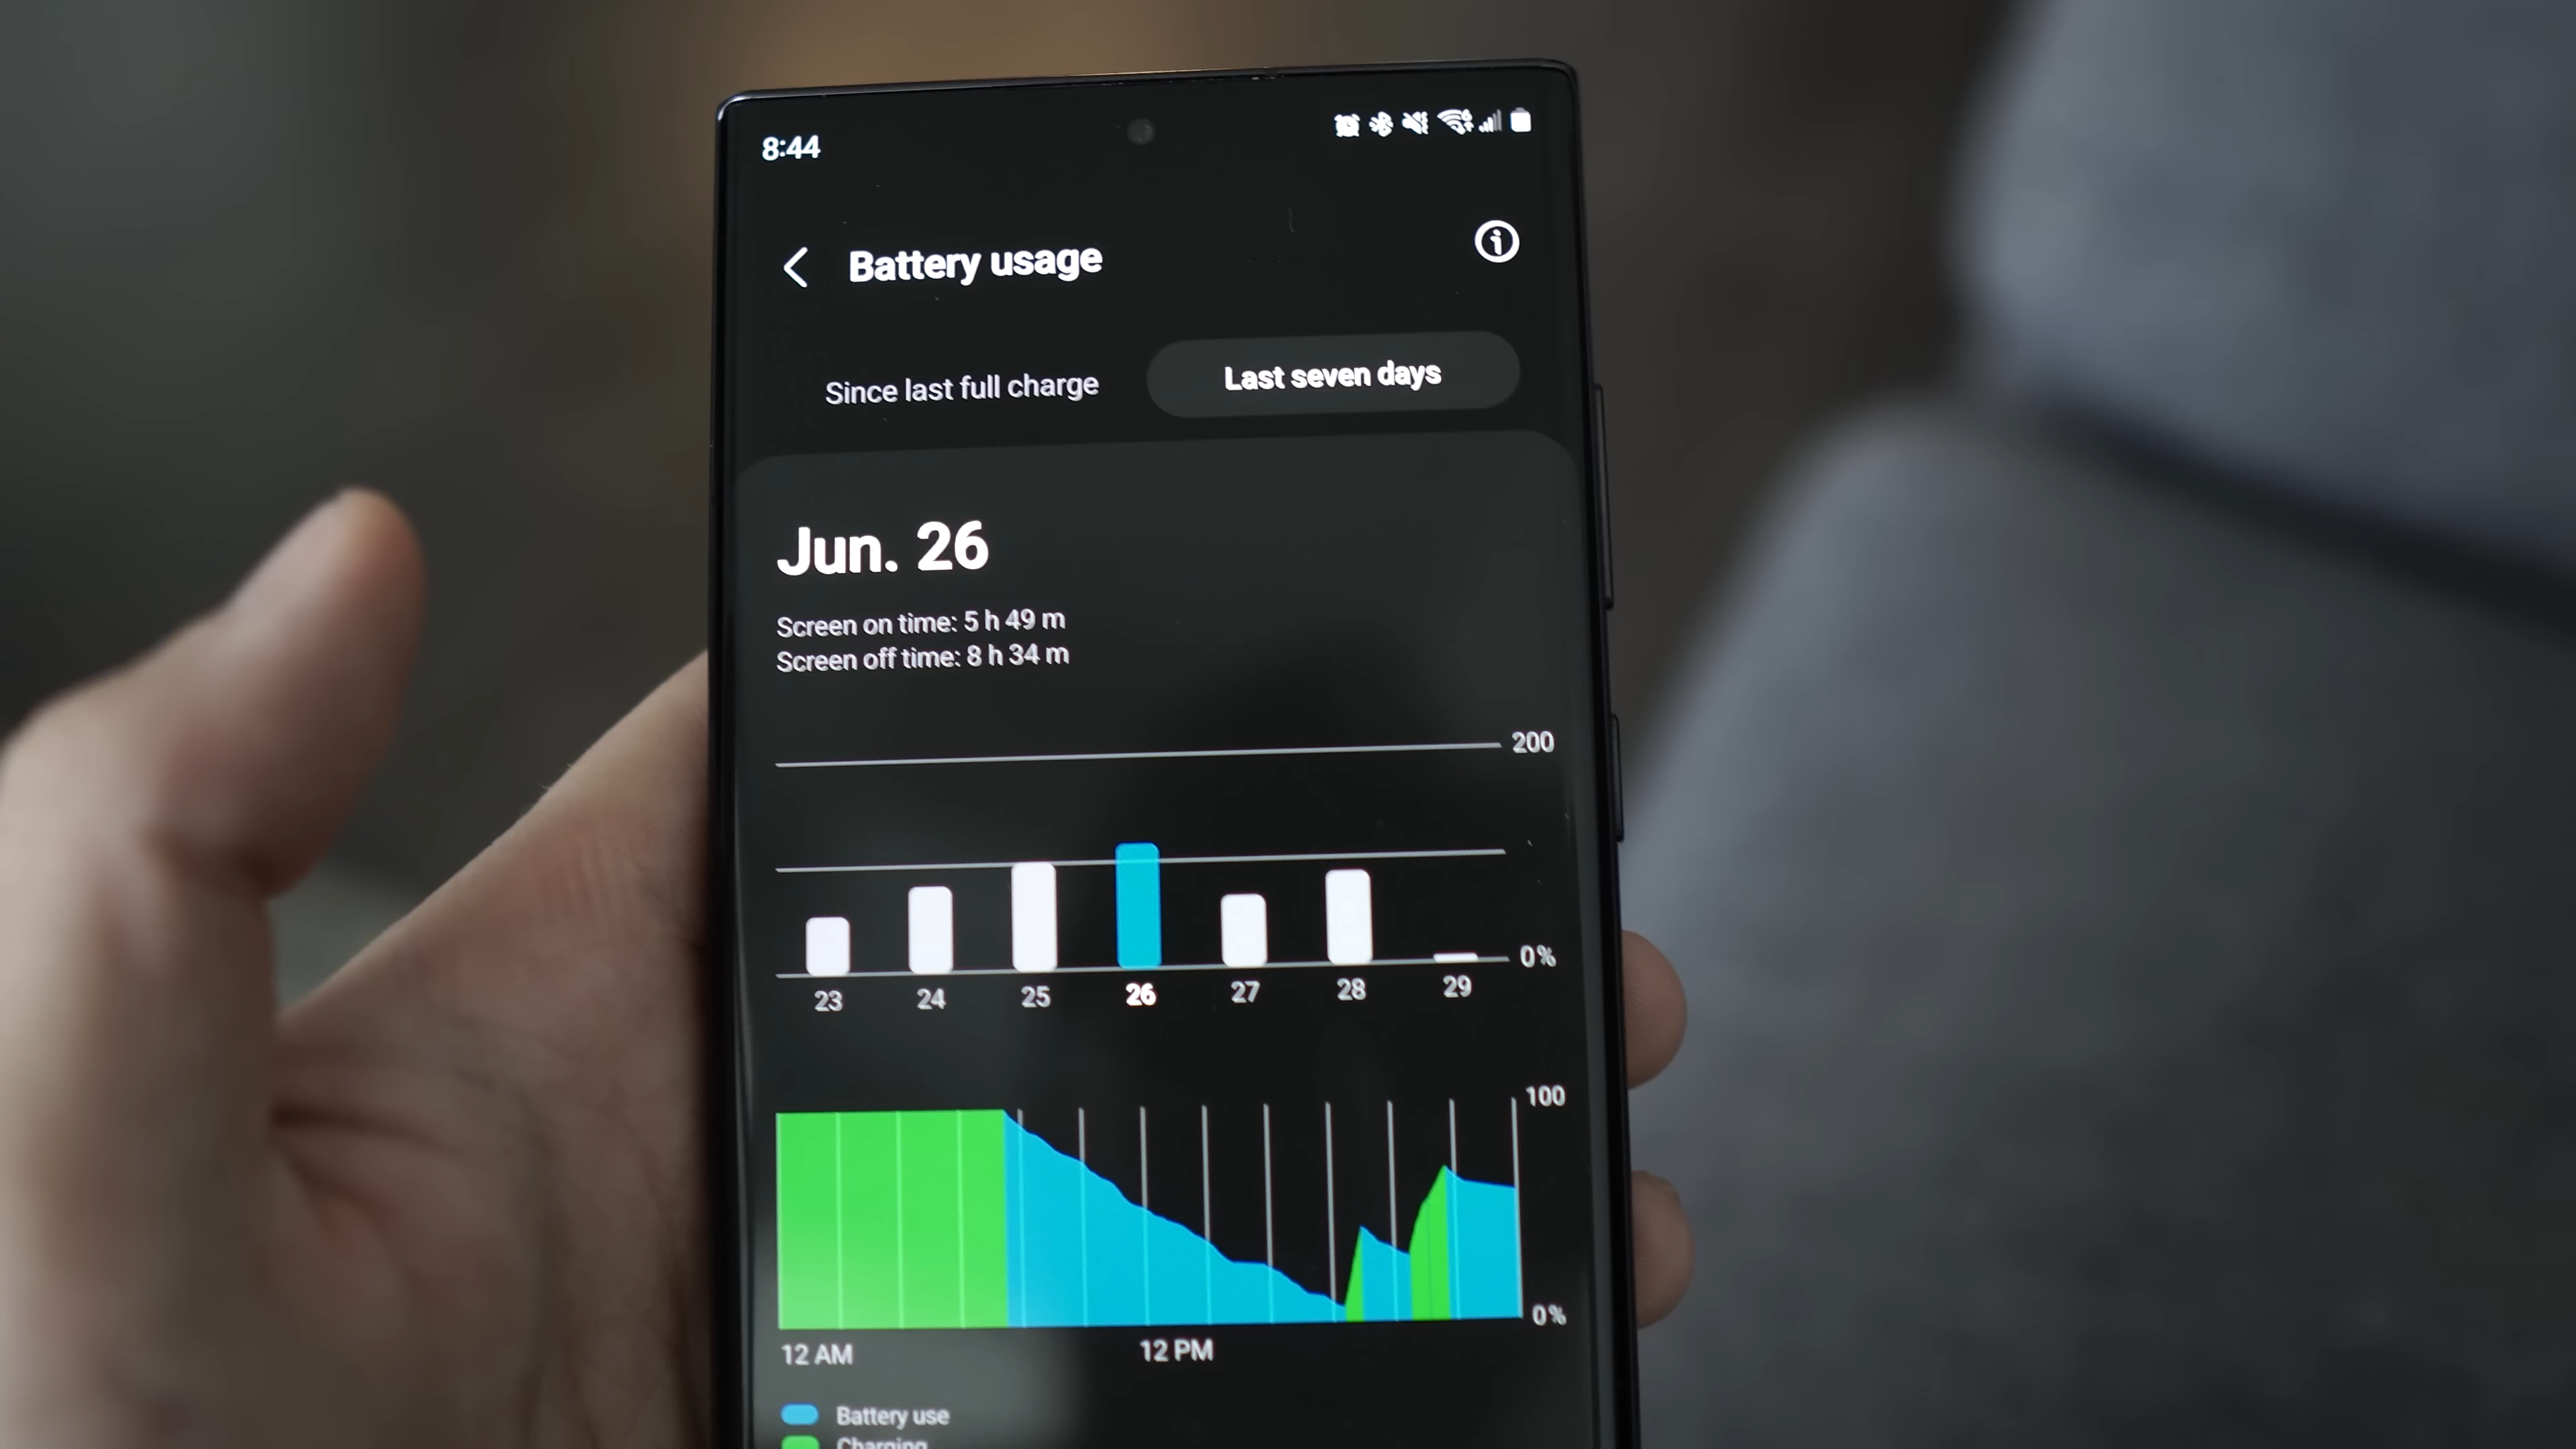 8:44
Battery usage
Since last full charge Last seven days
Jun. 26
Screen on time: 5 h 49 m
Screen off time: 8 h 34 m
200
0%
23 24 25 26 27 28 29
100
0%
12 AM 12 PM
Battery use
Charging